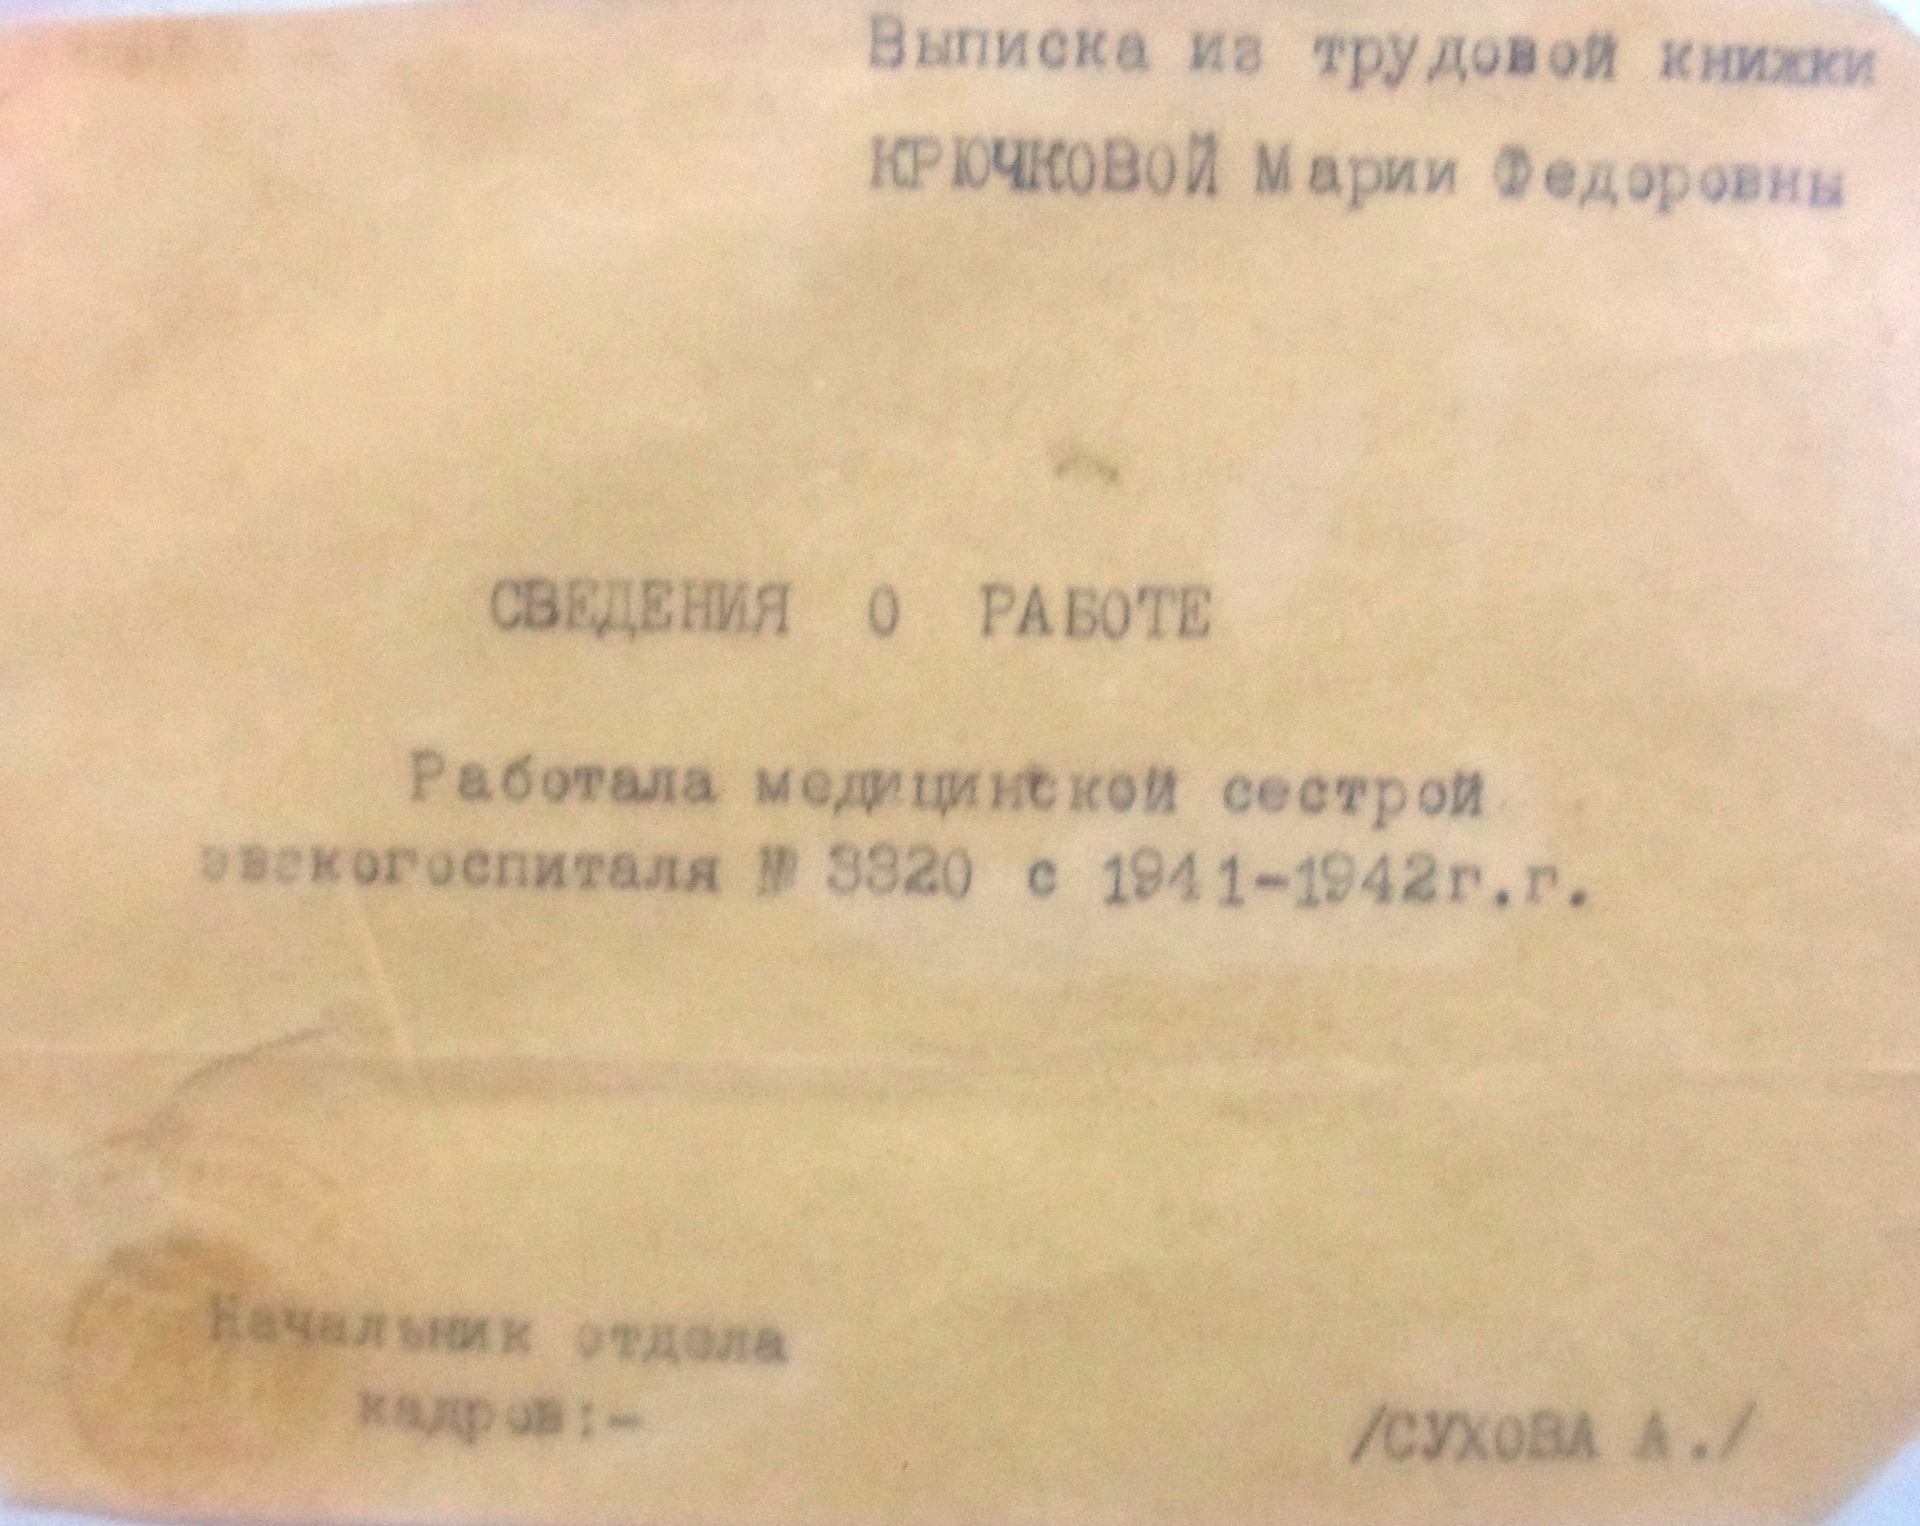 Выписка из трудовой книжки
КРЮЧКОВОЙ Марии Федоровны
СВЕДЕНИЯ О РАБОТЕ
Работала медицинской сестрой
эвскогоспиталя № 3320 с 1941-1942г.г.
Начальник отдела
кадров:-
/СУХОВА А./